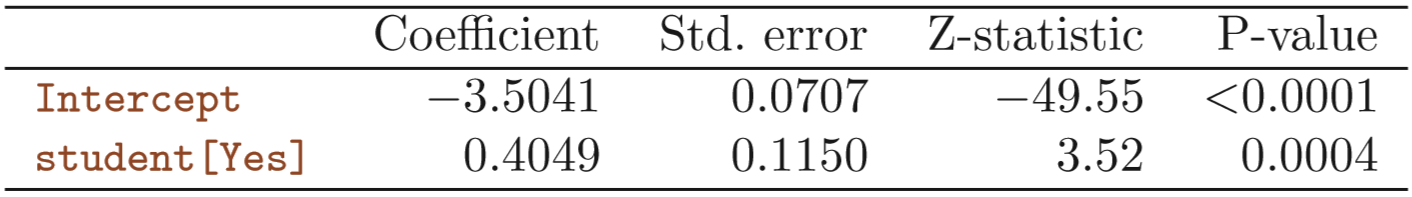 Coefficient Std. error Z-statistic P-value
Intercept −3.5041 0.0707 −49.55 <0.0001
student[Yes] 0.4049 0.1150 3.52 0.0004